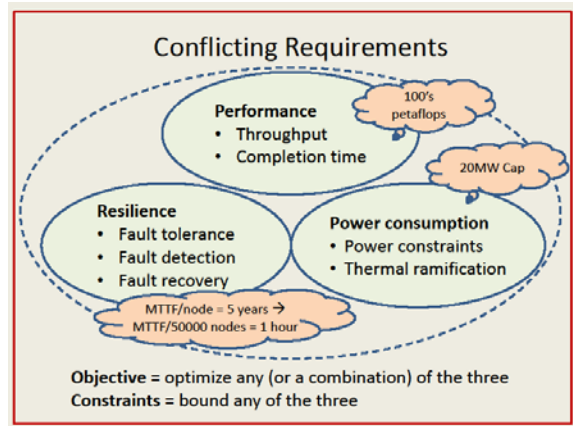 Conflicting Requirements
Performance
• Throughput
• Completion time
100's
petaflops
20MW Cap
Resilience
• Fault tolerance
• Fault detection
• Fault recovery
Power consumption
• Power constraints
• Thermal ramification
MTTF/node = 5 years →
MTTF/50000 nodes = 1 hour
Objective = optimize any (or a combination) of the three
Constraints = bound any of the three